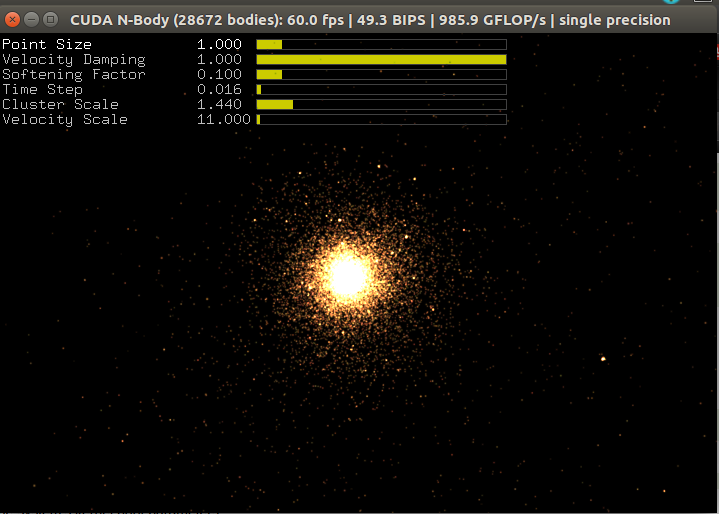 CUDA N-Body (28672 bodies): 60.0 fps | 49.3 BIPS | 985.9 GFLOP/s | single precision
Point Size 1.000
Velocity Damping 1.000
Softening Factor 0.100
Time Step 0.016
Cluster Scale 1.440
Velocity Scale 11.000